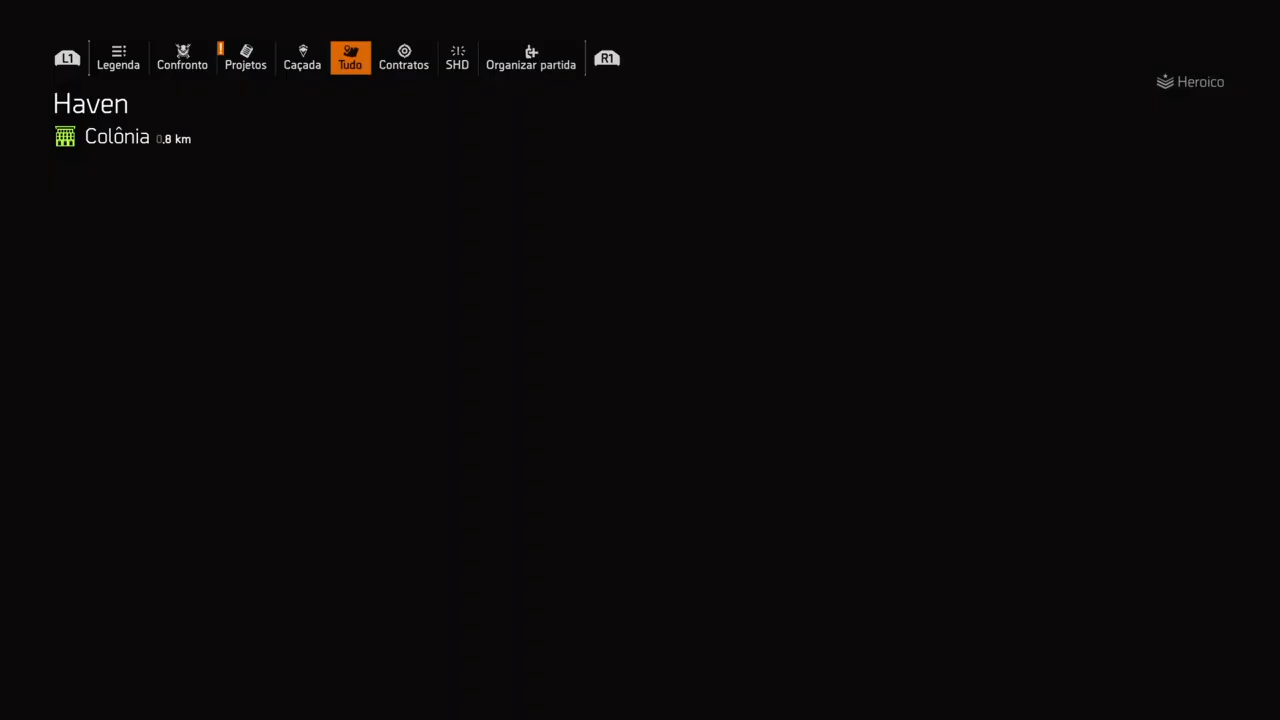 L1 Legenda Confronto ! Projetos Caçada Tudo Contratos SHD Organizar partida R1
Heroico
Haven
Colônia 0.8 km